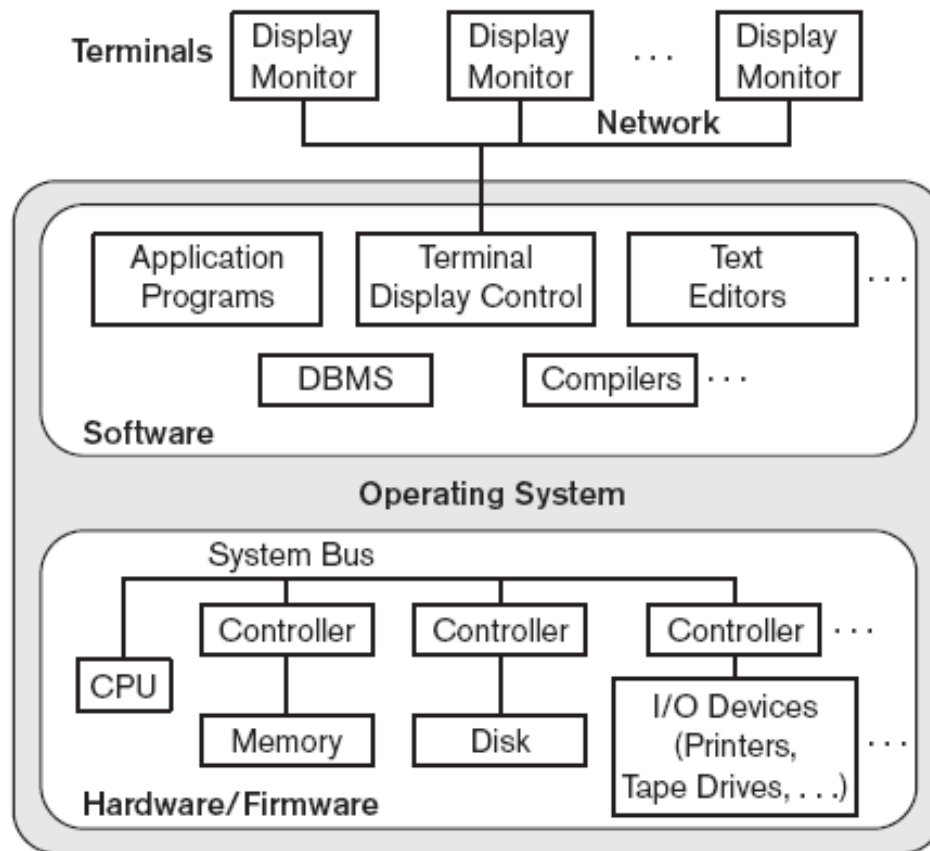 Terminals
Display
Monitor
Display
Monitor
. . .
Display
Monitor
Network
Application
Programs
Terminal
Display Control
Text
Editors
. . .
DBMS
Compilers
. . .
Software
Operating System
System Bus
Controller
Controller
Controller
. . .
CPU
Memory
Disk
I/O Devices
(Printers,
Tape Drives, . . .)
. . .
Hardware/Firmware